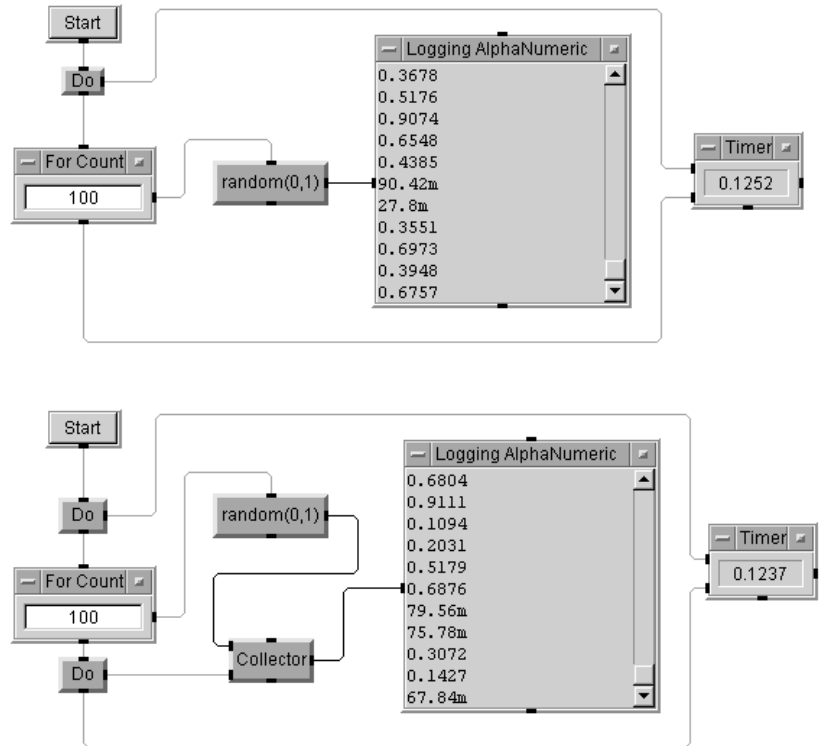 Start
Do
For Count
100
random(0,1)
Logging AlphaNumeric
0.3678
0.5176
0.9074
0.6548
0.4385
90.42m
27.8m
0.3551
0.6973
0.3948
0.6757
Timer
0.1252
Start
Do
For Count
100
Do
random(0,1)
Collector
Logging AlphaNumeric
0.6804
0.9111
0.1094
0.2031
0.5179
0.6876
79.56m
75.78m
0.3072
0.1427
67.84m
Timer
0.1237